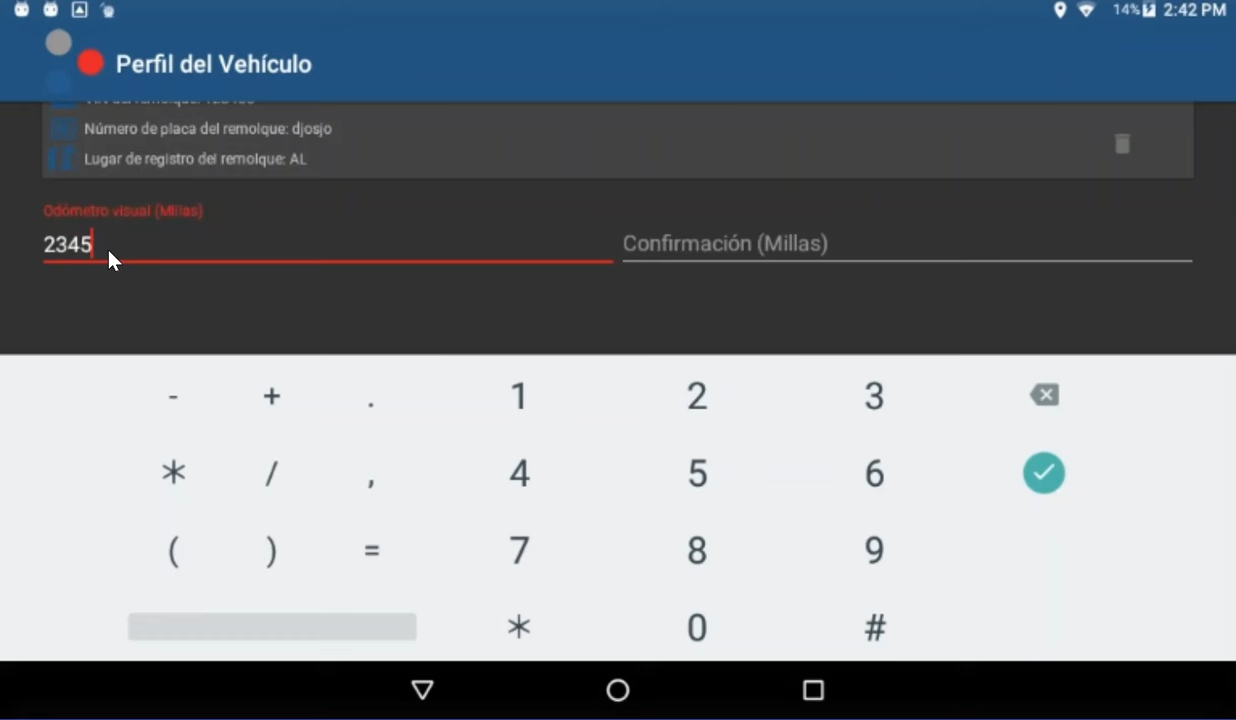 14% 2:42 PM
Perfil del Vehículo
Número de placa del remolque: djosjo
Lugar de registro del remolque: AL
Odómetro visual (Millas)
2345
Confirmación (Millas)
- + . 1 2 3
* / , 4 5 6
( ) = 7 8 9
* 0 #